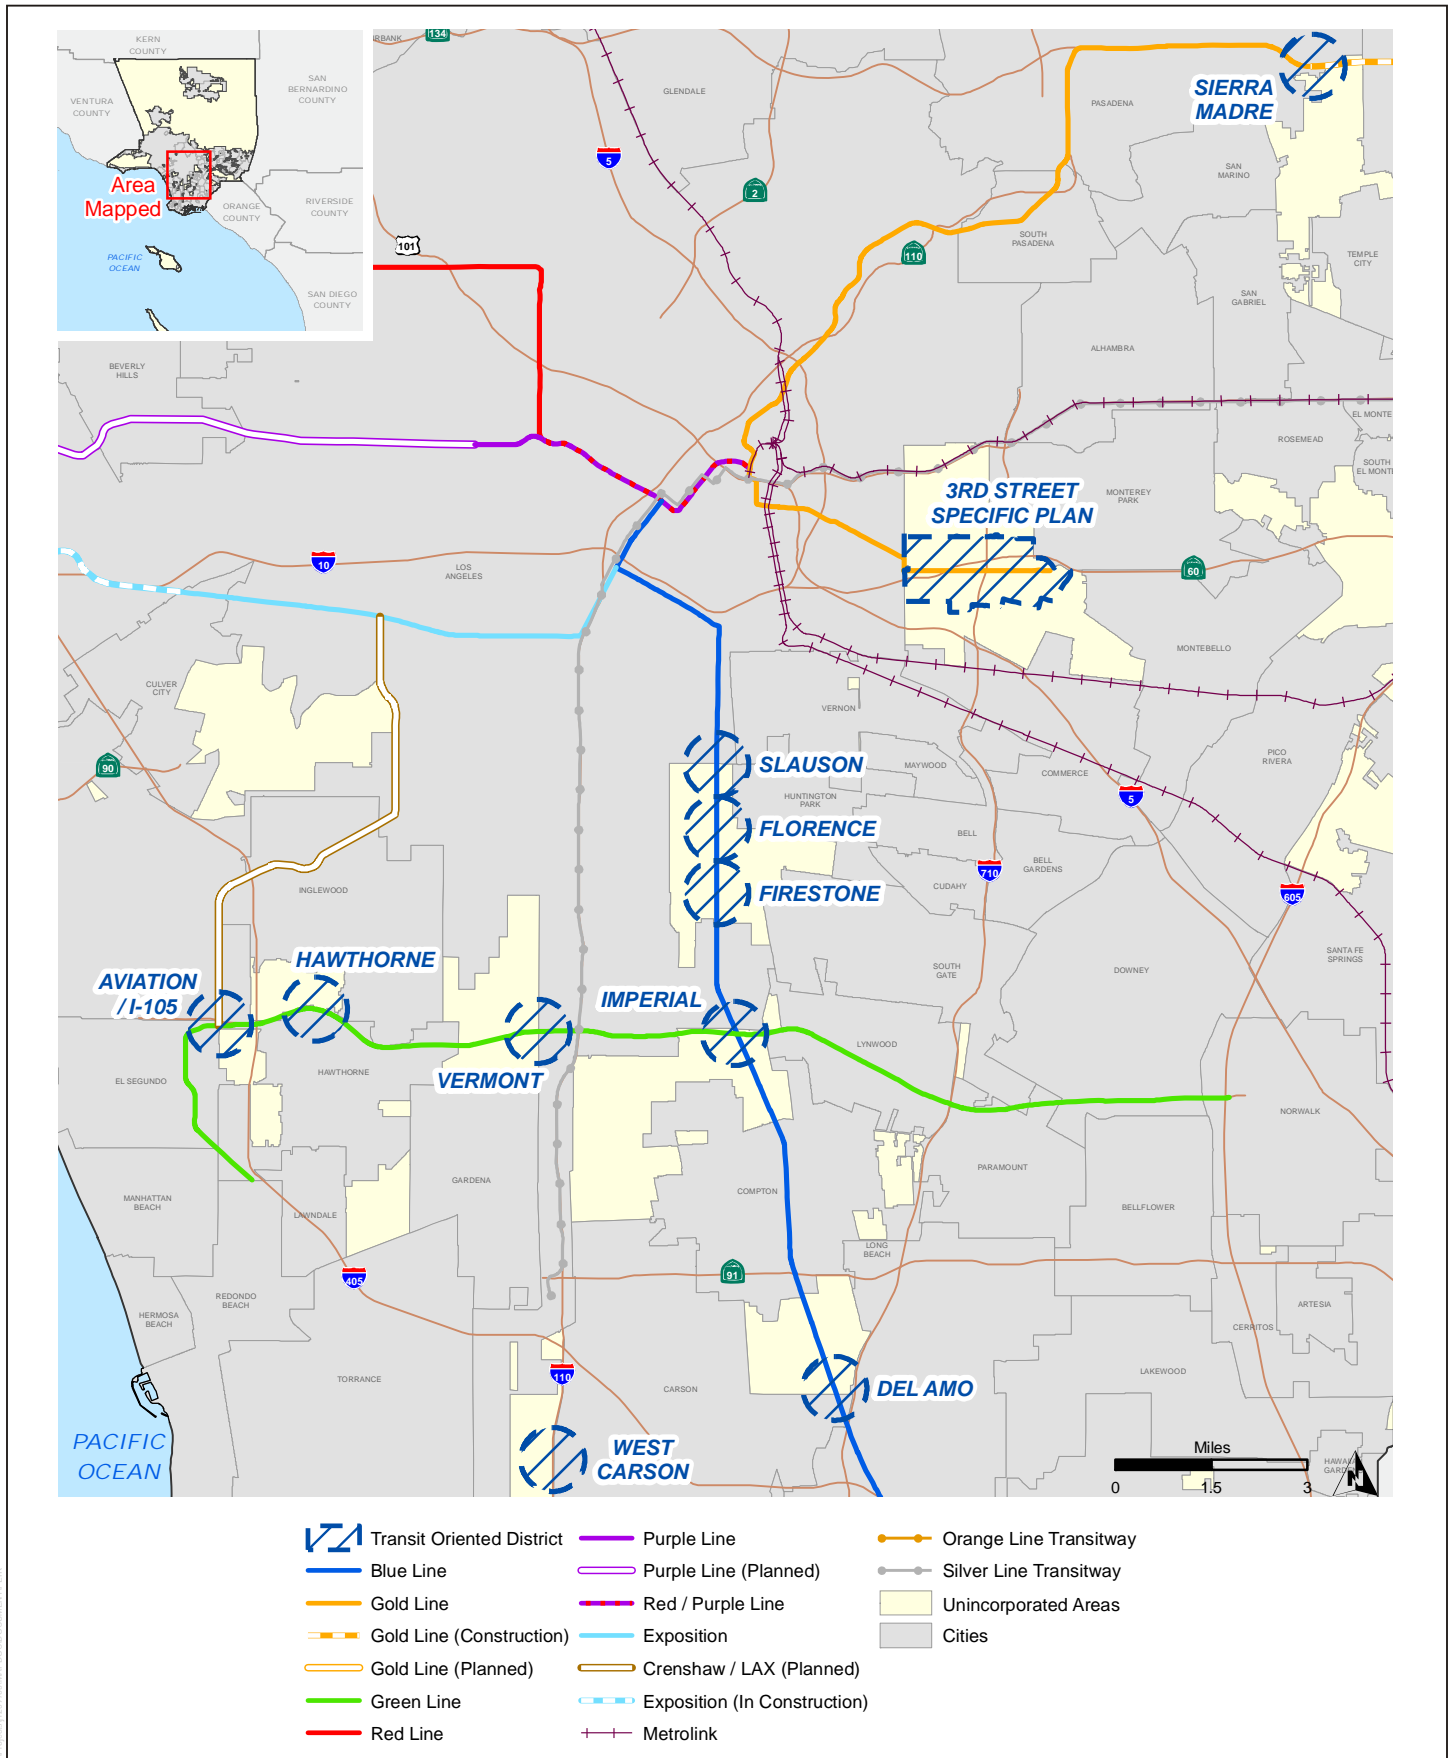 KERN
COUNTY
VENTURA
COUNTY
SAN
BERNARDINO
COUNTY
Area
Mapped
ORANGE
COUNTY
RIVERSIDE
COUNTY
PACIFIC
OCEAN
SAN DIEGO
COUNTY
134
GLENDALE
5
2
101
110
PASADENA
SIERRA
MADRE
SAN
MARINO
SOUTH
PASADENA
TEMPLE
CITY
SAN
GABRIEL
ALHAMBRA
BEVERLY
HILLS
EL MONTE
ROSEMEAD
SOUTH
EL MONTE
3RD STREET
SPECIFIC PLAN
MONTEREY
PARK
10
LOS
ANGELES
60
MONTEBELLO
CULVER
CITY
VERNON
90
SLAUSON
MAYWOOD
COMMERCE
PICO
RIVERA
HUNTINGTON
PARK
5
FLORENCE
BELL
BELL
GARDENS
710
CUDAHY
FIRESTONE
605
INGLEWOOD
HAWTHORNE
AVIATION
/ I-105
IMPERIAL
SOUTH
GATE
DOWNEY
SANTA FE
SPRINGS
LYNWOOD
EL SEGUNDO
HAWTHORNE
VERMONT
NORWALK
PARAMOUNT
GARDENA
COMPTON
MANHATTAN
BEACH
LAWNDALE
BELLFLOWER
LONG
BEACH
405
91
REDONDO
BEACH
HERMOSA
BEACH
ARTESIA
CERRITOS
TORRANCE
110
CARSON
DEL AMO
LAKEWOOD
PACIFIC
OCEAN
WEST
CARSON
Miles
0 1.5 3
N
Transit Oriented District
Blue Line
Gold Line
Gold Line (Construction)
Gold Line (Planned)
Green Line
Red Line
Purple Line
Purple Line (Planned)
Red / Purple Line
Exposition
Crenshaw / LAX (Planned)
Exposition (In Construction)
Metrolink
Orange Line Transitway
Silver Line Transitway
Unincorporated Areas
Cities